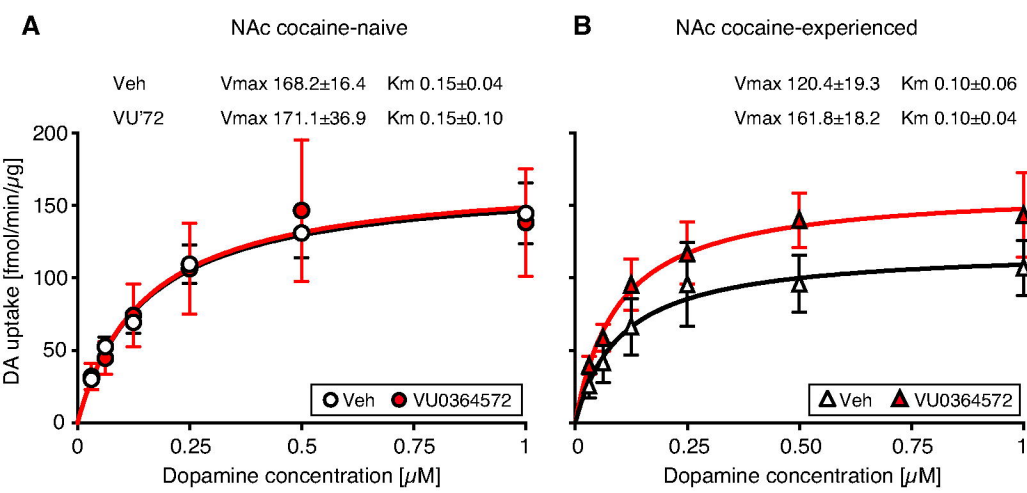 A NAc cocaine-naive
Veh Vmax 168.2±16.4 Km 0.15±0.04
VU'72 Vmax 171.1±36.9 Km 0.15±0.10
DA uptake [fmol/min/µg]
200
150
100
50
0
0 0.25 0.5 0.75 1
Dopamine concentration [µM]
Veh VU0364572
B NAc cocaine-experienced
Vmax 120.4±19.3 Km 0.10±0.06
Vmax 161.8±18.2 Km 0.10±0.04
0 0.25 0.50 0.75 1
Dopamine concentration [µM]
Veh VU0364572